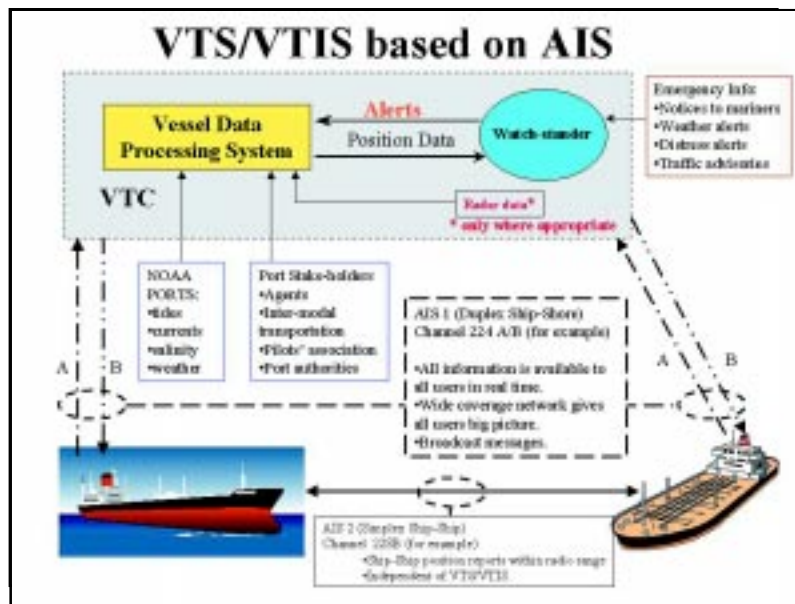 VTS/VTIS based on AIS
Alerts
Vessel Data
Processing System
Position Data
Watch-stander
VTC
Radar data*
* only where appropriate
Emergency Info:
•Notices to mariners
•Weather alerts
•Distress alerts
•Traffic advisories
NOAA
PORTS:
•tides
•currents
•salinity
•weather
Port Stake-holders
•Agents
•Inter-modal
transportation
•Pilots' association
•Port authorities
AIS 1 (Duplex Ship-Shore)
Channel 224 A/B (for example)
•All information is available to
all users in real time.
•Wide coverage network gives
all users big picture.
•Broadcast messages.
A
B
A
B
AIS 2 (Simplex Ship-Ship)
Channel 228B (for example)
•Ship-Ship position reports within radio range
•Independent of VTS/VTIS